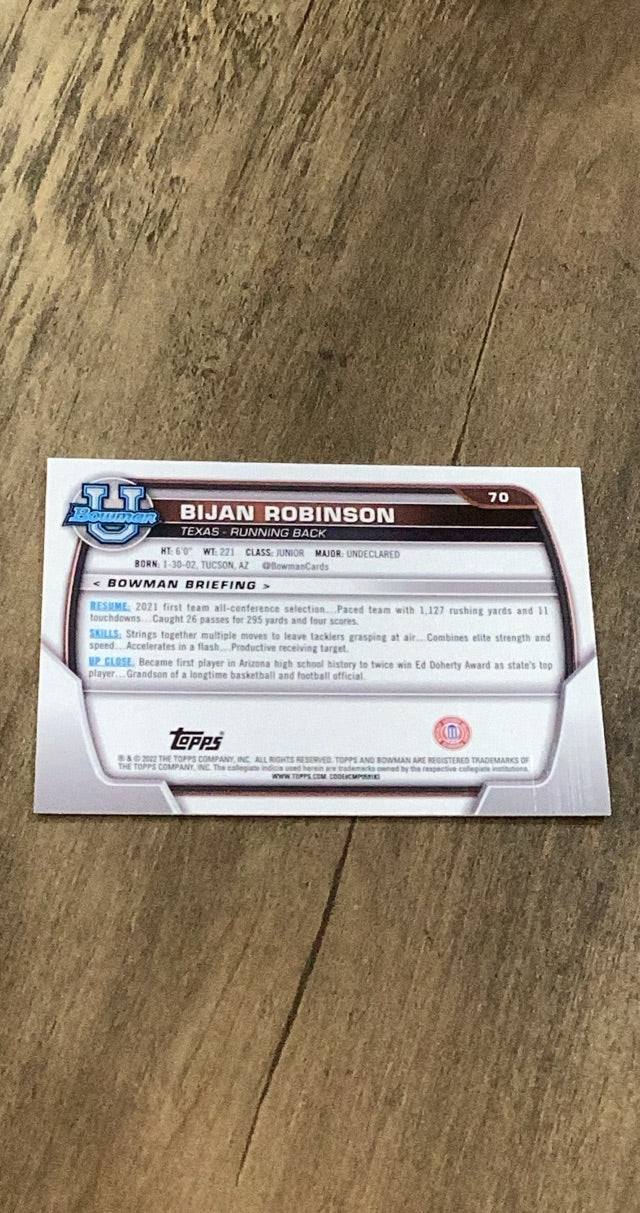 70
U
Bowman
BIJAN ROBINSON
TEXAS - RUNNING BACK
HT: 6'0" WT: 221 CLASS: JUNIOR MAJOR: UNDECLARED
BORN: 1-30-02, TUCSON, AZ @BowmanCards
< BOWMAN BRIEFING >
RESUME: 2021 first team all-conference selection...Paced team with 1,127 rushing yards and 11
touchdowns...Caught 26 passes for 295 yards and four scores.
SKILLS: Strings together multiple moves to leave tacklers grasping at air...Combines elite strength and
speed...Accelerates in a flash...Productive receiving target.
UP CLOSE: Became first player in Arizona high school history to twice win Ed Doherty Award as state's top
player...Grandson of a longtime basketball and football official.
topps®
® & © 2022 THE TOPPS COMPANY, INC. ALL RIGHTS RESERVED. TOPPS AND BOWMAN ARE REGISTERED TRADEMARKS OF
THE TOPPS COMPANY, INC. The collegiate indicia used herein are trademarks owned by the respective collegiate institutions.
WWW.TOPPS.COM. CODE#CMP059183